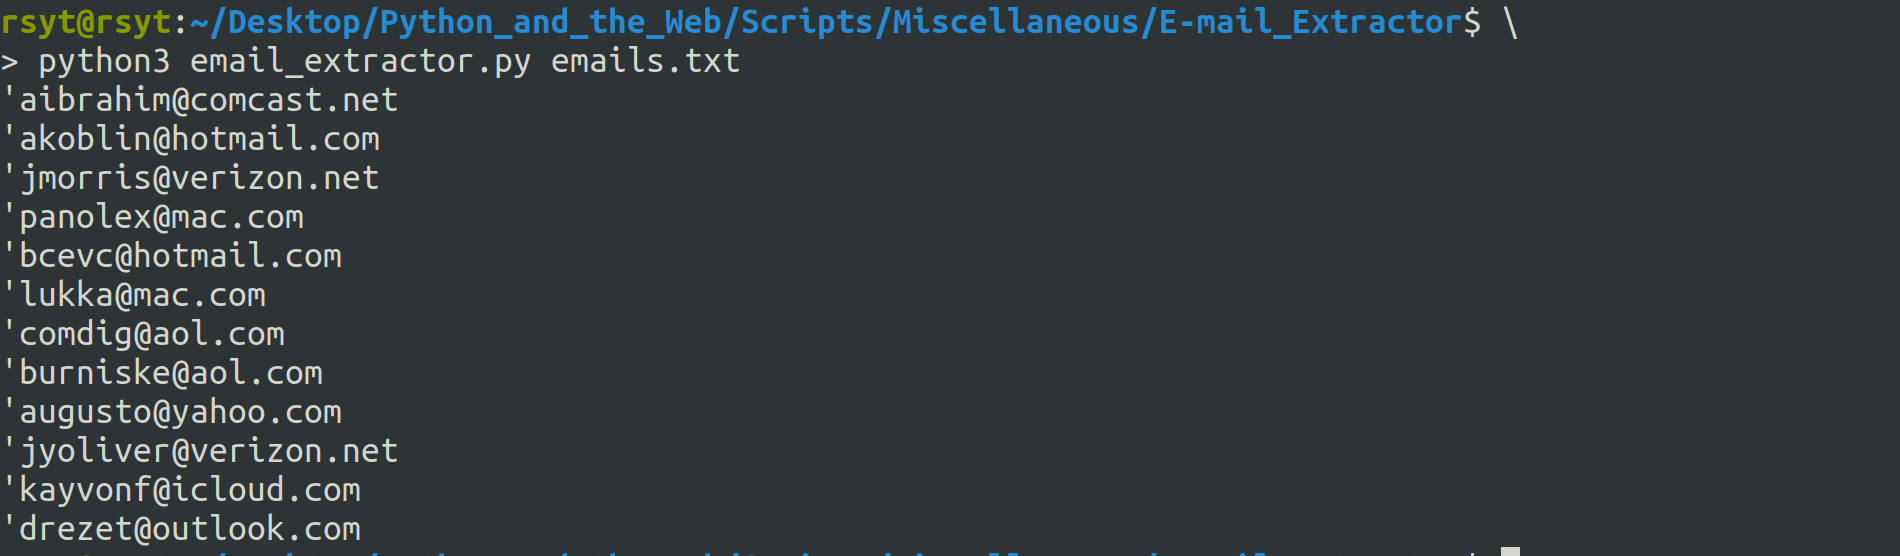 rsyt@rsyt:~/Desktop/Python_and_the_Web/Scripts/Miscellaneous/E-mail_Extractor$ \
> python3 email_extractor.py emails.txt
'aibrahim@comcast.net
'akoblin@hotmail.com
'jmorris@verizon.net
'panolex@mac.com
'bcevc@hotmail.com
'lukka@mac.com
'comdig@aol.com
'burniske@aol.com
'augusto@yahoo.com
'jyoliver@verizon.net
'kayvonf@icloud.com
'drezet@outlook.com